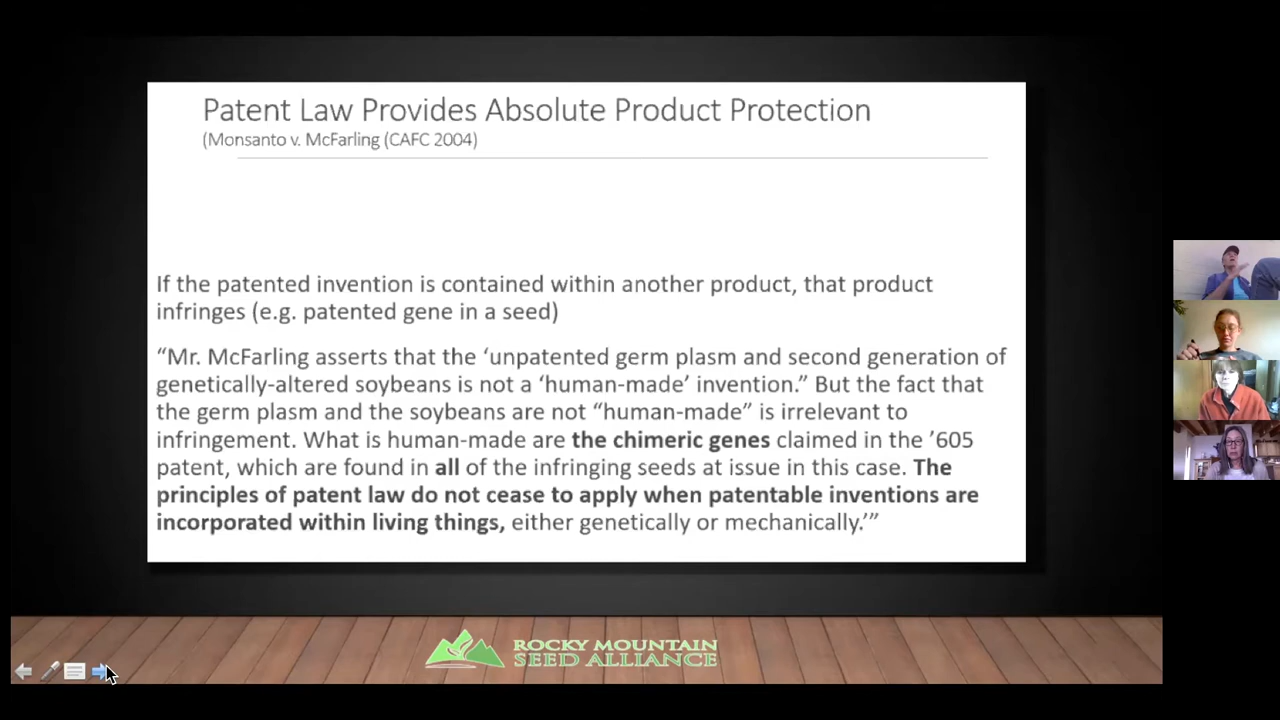 Patent Law Provides Absolute Product Protection
(Monsanto v. McFarling (CAFC 2004)
If the patented invention is contained within another product, that product
infringes (e.g. patented gene in a seed)
“Mr. McFarling asserts that the ‘unpatented germ plasm and second generation of
genetically-altered soybeans is not a ‘human-made’ invention.” But the fact that
the germ plasm and the soybeans are not “human-made” is irrelevant to
infringement. What is human-made are the chimeric genes claimed in the ’605
patent, which are found in all of the infringing seeds at issue in this case. The
principles of patent law do not cease to apply when patentable inventions are
incorporated within living things, either genetically or mechanically.’”
ROCKY MOUNTAIN
SEED ALLIANCE